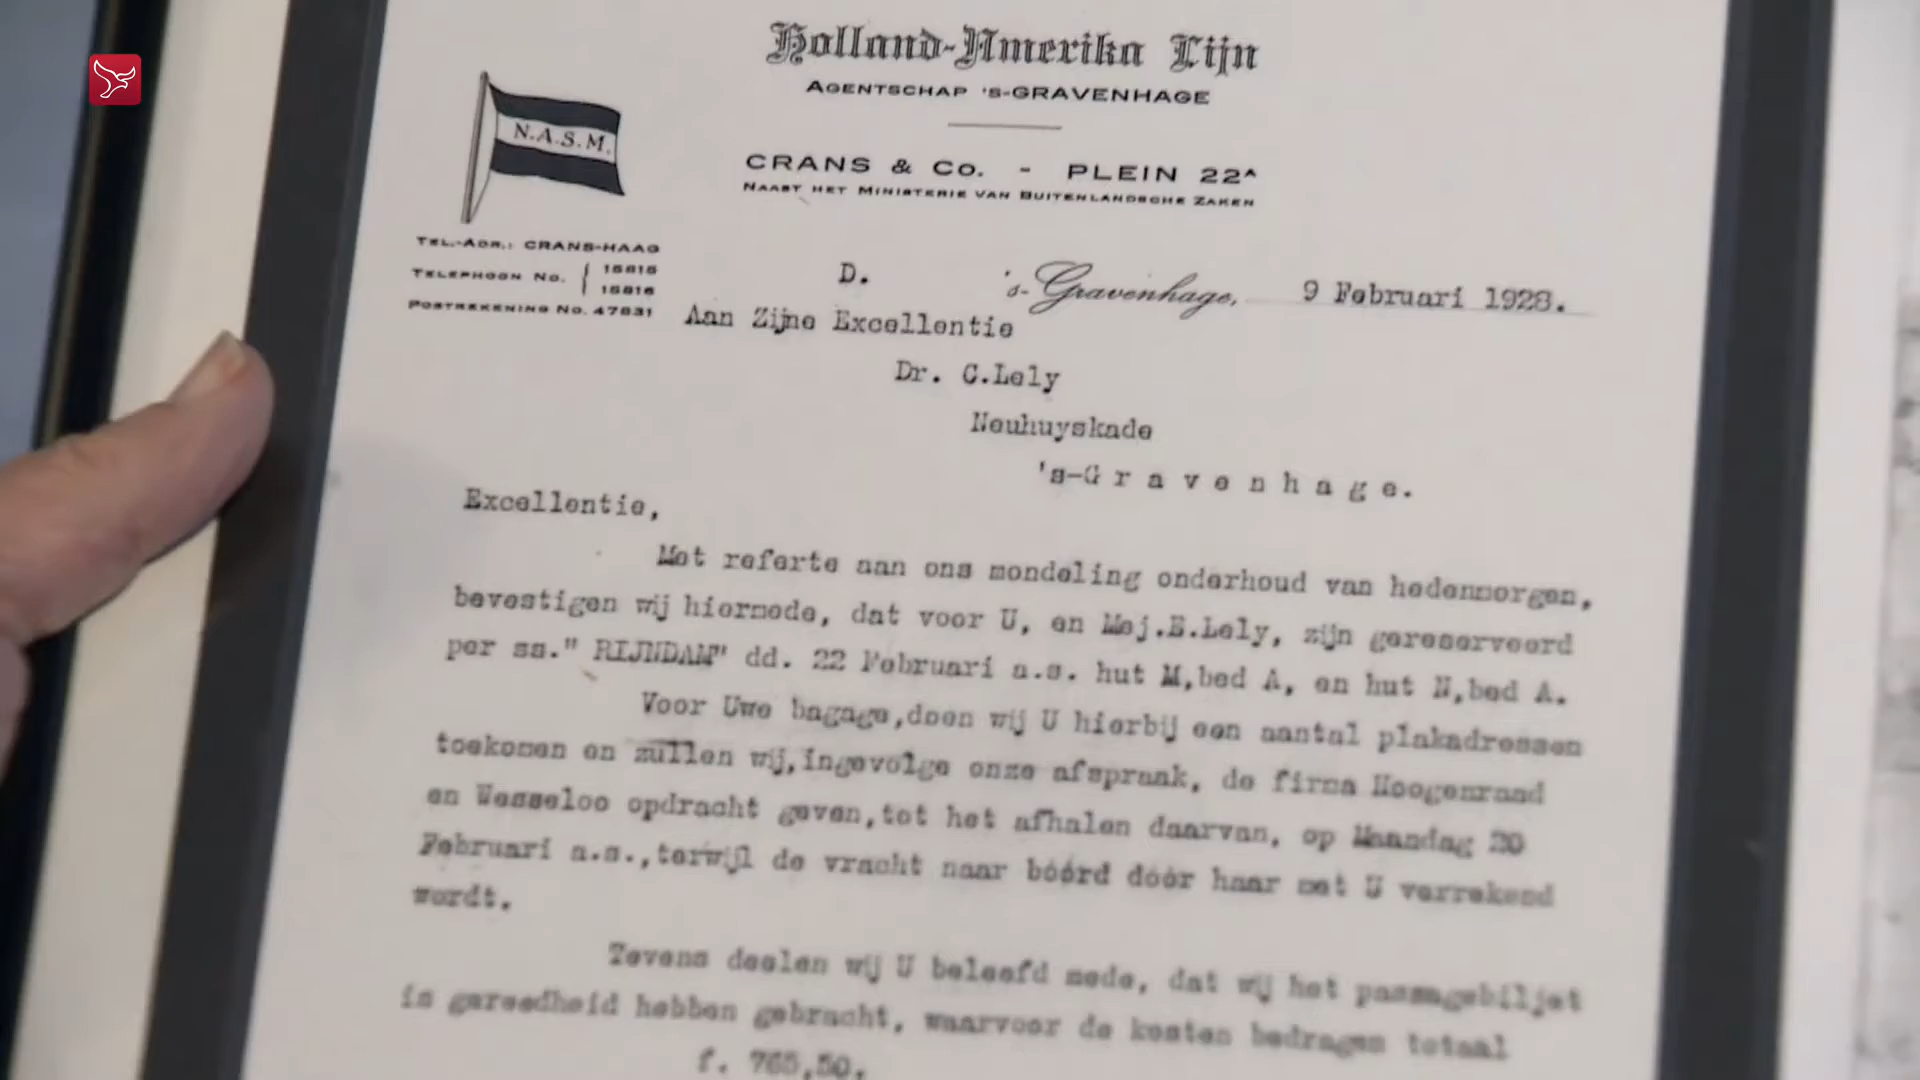 Holland-Amerika Lijn
AGENTSCHAP 'S-GRAVENHAGE
N.A.S.M.
CRANS & Co. - PLEIN 22A
NAAST HET MINISTERIE VAN BUITENLANDSCHE ZAKEN
TEL.-ADR.: CRANS-HAAG
TELEPHOON No. { 15815
15816
POSTREKENING No. 47831
D.
's-Gravenhage, 9 Februari 1928.
Aan Zijne Excellentie
Dr. C.Lely
Neuhuyskade
's-Gravenhage.
Excellentie,
Met referte aan ons mondeling onderhoud van hedenmorgen,
bevestigen wij hiermede, dat voor U, en Mej.E.Lely, zijn gereserveerd
per ss." RIJNDAM" dd. 22 Februari a.s. hut M,bed A, en hut N,bed A.
Voor Uwe bagage,doen wij U hierbij een aantal plakadressen
toekomen en zullen wij,ingevolge onze afspraak, de firma Hoogenraad
en Wesseloo opdracht geven,tot het afhalen daarvan, op Maandag 20
Februari a.s.,terwijl de vracht naar bóórd dóór haar met U verrekend
wordt.
Tevens deelen wij U beleefd mede, dat wij het passagebiljet
in gereedheid hebben gebracht, waarvoor de kosten bedragen totaal
f. 765,50.